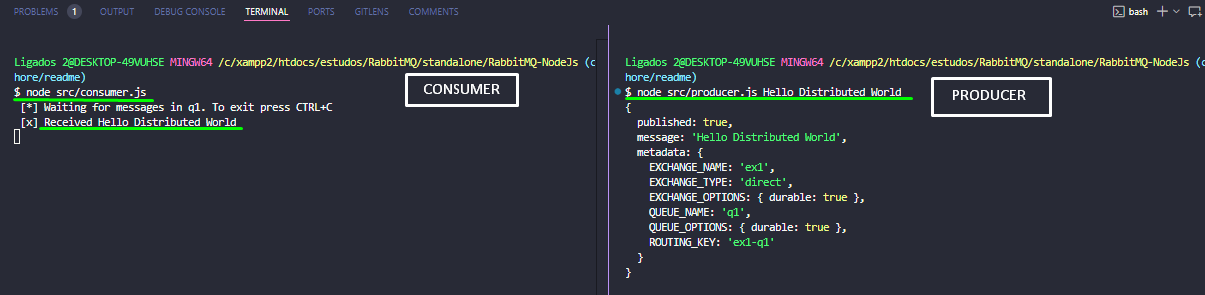 PROBLEMS 1 OUTPUT DEBUG CONSOLE TERMINAL PORTS GITLENS COMMENTS bash
Ligados 2@DESKTOP-49VUHSE MINGW64 /c/xampp2/htdocs/estudos/RabbitMQ/standalone/RabbitMQ-NodeJs (c
hore/readme)
$ node src/consumer.js
[*] Waiting for messages in q1. To exit press CTRL+C
[x] Received Hello Distributed World
CONSUMER
Ligados 2@DESKTOP-49VUHSE MINGW64 /c/xampp2/htdocs/estudos/RabbitMQ/standalone/RabbitMQ-NodeJs (c
hore/readme)
$ node src/producer.js Hello Distributed World
PRODUCER
{
  published: true,
  message: 'Hello Distributed World',
  metadata: {
    EXCHANGE_NAME: 'ex1',
    EXCHANGE_TYPE: 'direct',
    EXCHANGE_OPTIONS: { durable: true },
    QUEUE_NAME: 'q1',
    QUEUE_OPTIONS: { durable: true },
    ROUTING_KEY: 'ex1-q1'
  }
}